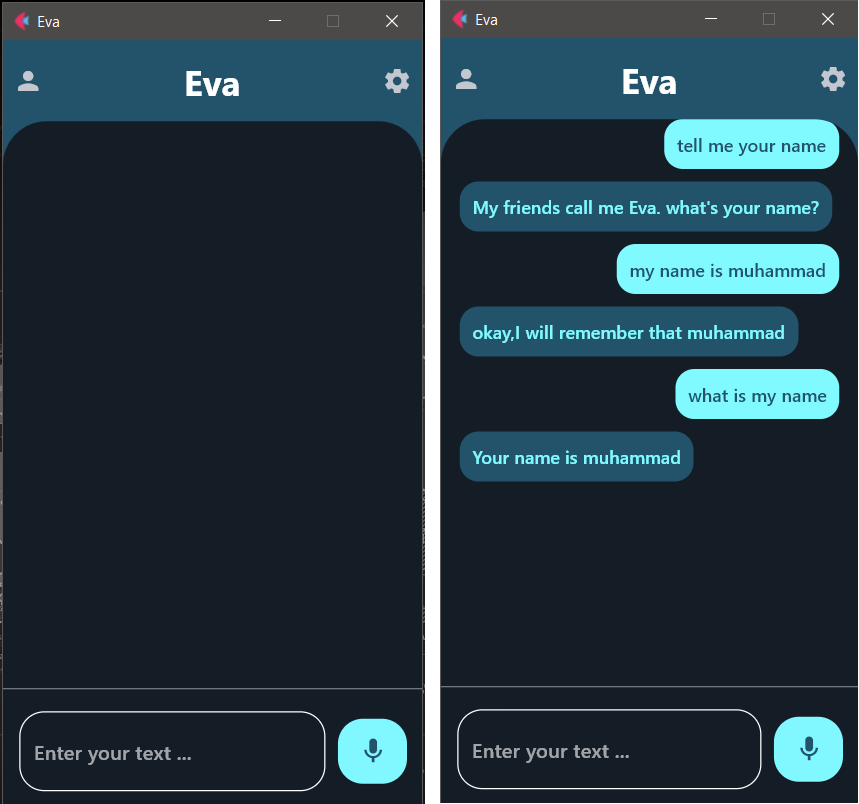 Eva
Eva
Enter your text ...
Eva
Eva
tell me your name
My friends call me Eva. what's your name?
my name is muhammad
okay,I will remember that muhammad
what is my name
Your name is muhammad
Enter your text ...